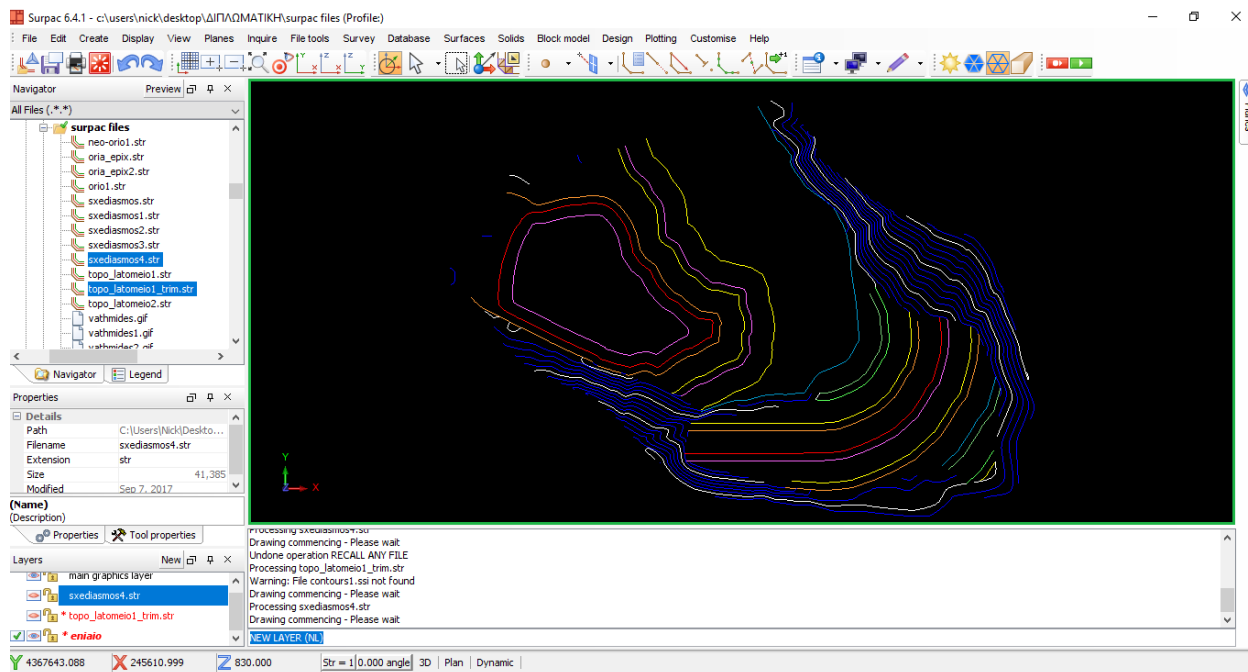 Surpac 6.4.1 - c:\users\nick\desktop\ΔΙΠΛΩΜΑΤΙΚΗ\surpac files (Profile:)
File Edit Create Display View Planes Inquire File tools Survey Database Surfaces Solids Block model Design Plotting Customise Help
Navigator Preview
All Files (.*.*)
surpac files
neo-orio1.str
oria_epix.str
oria_epix2.str
orio1.str
sxediasmos.str
sxediasmos1.str
sxediasmos2.str
sxediasmos3.str
sxediasmos4.str
topo_latomeio1.str
topo_latomeio1_trim.str
topo_latomeio2.str
vathmides.gif
vathmides1.gif
vathmides2.gif
Navigator Legend
Properties
Details
Path C:\Users\Nick\Deskto...
Filename sxediasmos4.str
Extension str
Size 41,385
Modified Sep 7, 2017
(Name)
(Description)
Properties Tool properties
Layers New
main graphics layer
sxediasmos4.str
* topo_latomeio1_trim.str
* eniaio
Y
X
Processing sxediasmos4.str
Drawing commencing - Please wait
Undone operation RECALL ANY FILE
Processing topo_latomeio1_trim.str
Warning: File contours1.ssi not found
Drawing commencing - Please wait
Processing sxediasmos4.str
Drawing commencing - Please wait
NEW LAYER (NL)
Y 4367643.088 X 245610.999 Z 830.000 Str = 1 0.000 angle 3D Plan Dynamic